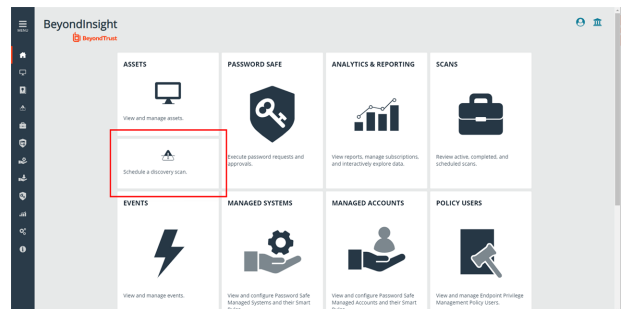 BeyondInsight
BeyondTrust
MENU
ASSETS
View and manage assets.
Schedule a discovery scan.
PASSWORD SAFE
Execute password requests and
approvals.
ANALYTICS & REPORTING
View reports, manage subscriptions,
and interactively explore data.
SCANS
Review active, completed, and
scheduled scans.
EVENTS
View and manage events.
MANAGED SYSTEMS
View and configure Password Safe
Managed Systems and their Smart
MANAGED ACCOUNTS
View and configure Password Safe
Managed Accounts and their Smart
POLICY USERS
View and manage Endpoint Privilege
Management Policy Users.